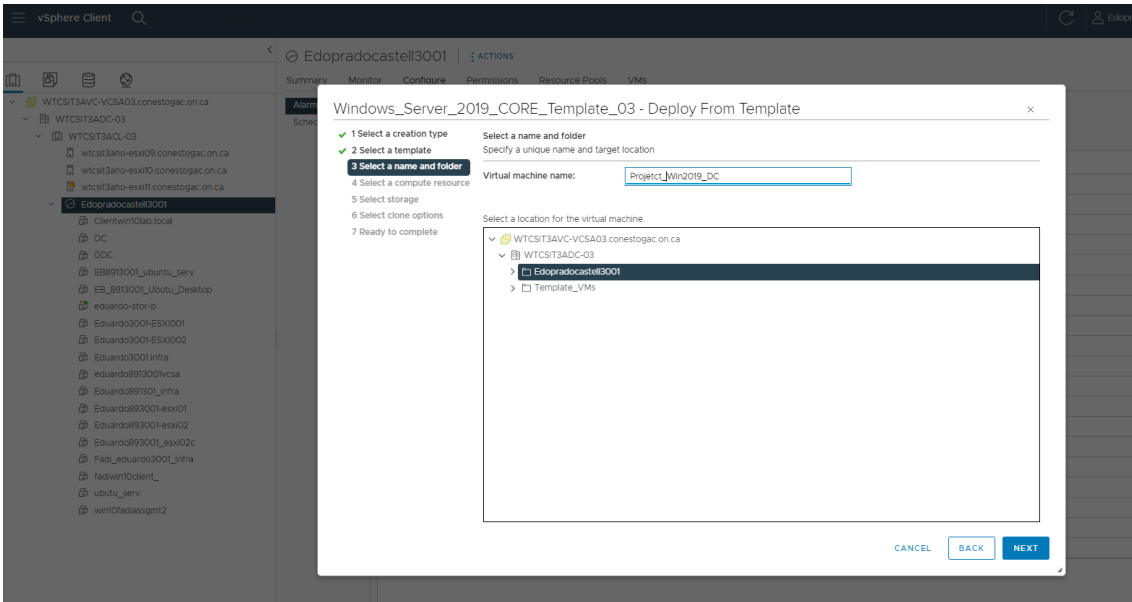 vSphere Client
Edopr
Edopradocastell3001
ACTIONS
Summary Monitor Configure Permissions Resource Pools VMs
Alarm
Sched
WTCSIT3AVC-VCSA03.conestogac.on.ca
WTCSIT3ADC-03
WTCSIT3ACL-03
wtcsit3aho-esxi09.conestogac.on.ca
wtcsit3aho-esxi10.conestogac.on.ca
wtcsit3aho-esxi11.conestogac.on.ca
Edopradocastell3001
Clientwin10lab.local
DC
DDC
EB8913001_ubuntu_serv
EB_8913001_Ubutu_Desktop
eduardo-stor-b
Eduardo3001-ESXI001
Eduardo3001-ESXI002
Eduardo3001.infra
eduardo8913001vcsa
Eduardo891301_infra
Eduardo893001-esxi01
Eduardo893001-esxi02
Eduardo893001_esxi02c
Fadi_eduardo3001_infra
fadiwin10client_
ubutu_serv
win10fadiassgmt2
Windows_Server_2019_CORE_Template_03 - Deploy From Template
1 Select a creation type
2 Select a template
3 Select a name and folder
4 Select a compute resource
5 Select storage
6 Select clone options
7 Ready to complete
Select a name and folder
Specify a unique name and target location
Virtual machine name: Projetct_Win2019_DC
Select a location for the virtual machine.
WTCSIT3AVC-VCSA03.conestogac.on.ca
WTCSIT3ADC-03
Edopradocastell3001
Template_VMs
CANCEL BACK NEXT